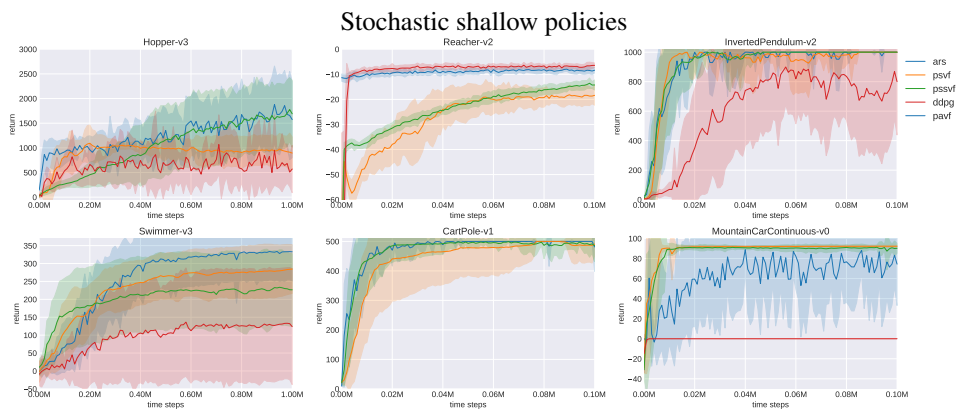 Stochastic shallow policies
Hopper-v3
Reacher-v2
InvertedPendulum-v2
3000
2500
2000
1500
1000
500
0
return
0.00M 0.20M 0.40M 0.60M 0.80M 1.00M
time steps
0
−10
−20
−30
−40
−50
−60
return
0.00M 0.02M 0.04M 0.06M 0.08M 0.10M
time steps
1000
800
600
400
200
0
return
0.00M 0.02M 0.04M 0.06M 0.08M 0.10M
time steps
ars
psvf
pssvf
ddpg
pavf
Swimmer-v3
CartPole-v1
MountainCarContinuous-v0
350
300
250
200
150
100
50
0
−50
return
0.00M 0.20M 0.40M 0.60M 0.80M 1.00M
time steps
500
400
300
200
100
0
return
0.00M 0.02M 0.04M 0.06M 0.08M 0.10M
time steps
100
80
60
40
20
0
−20
−40
return
0.00M 0.02M 0.04M 0.06M 0.08M 0.10M
time steps